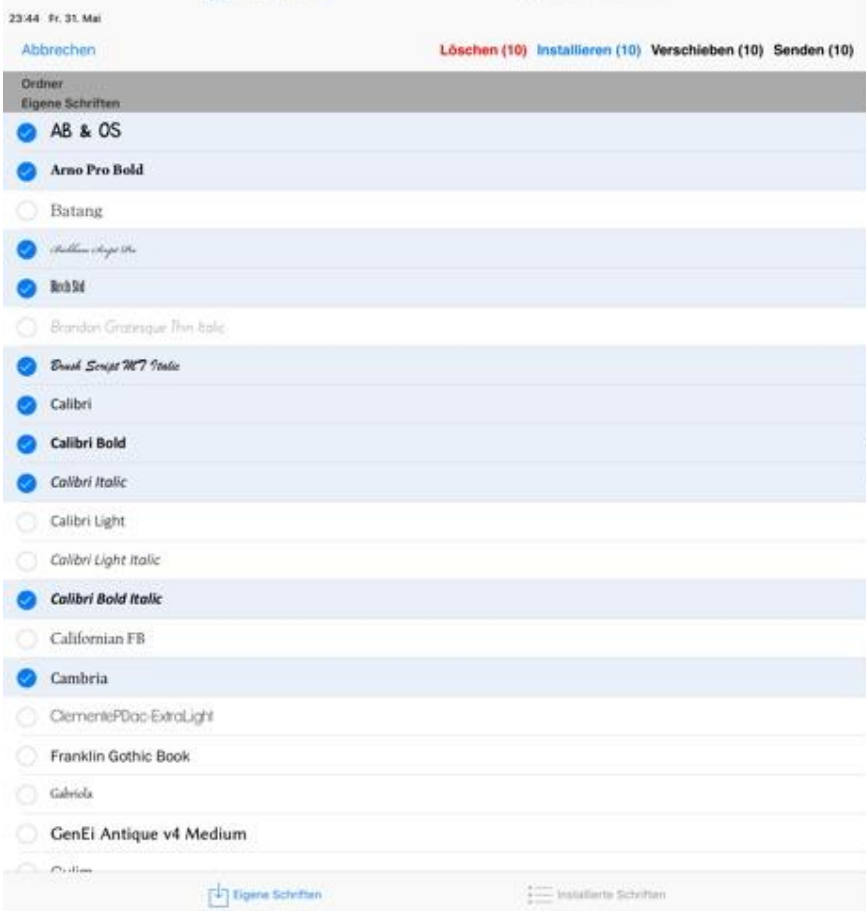 23:44 Fr. 31. Mai
Abbrechen Löschen (10) Installieren (10) Verschieben (10) Senden (10)
Ordner
Eigene Schriften
AB & OS
Arno Pro Bold
Batang
Script Pro
Birch Std
Brandon Grotesque Thin Italic
Brush Script MT Italic
Calibri
Calibri Bold
Calibri Italic
Calibri Light
Calibri Light Italic
Calibri Bold Italic
Californian FB
Cambria
ClementePDac-ExtraLight
Franklin Gothic Book
Gabriola
GenEi Antique v4 Medium
Eigene Schriften Installierte Schriften